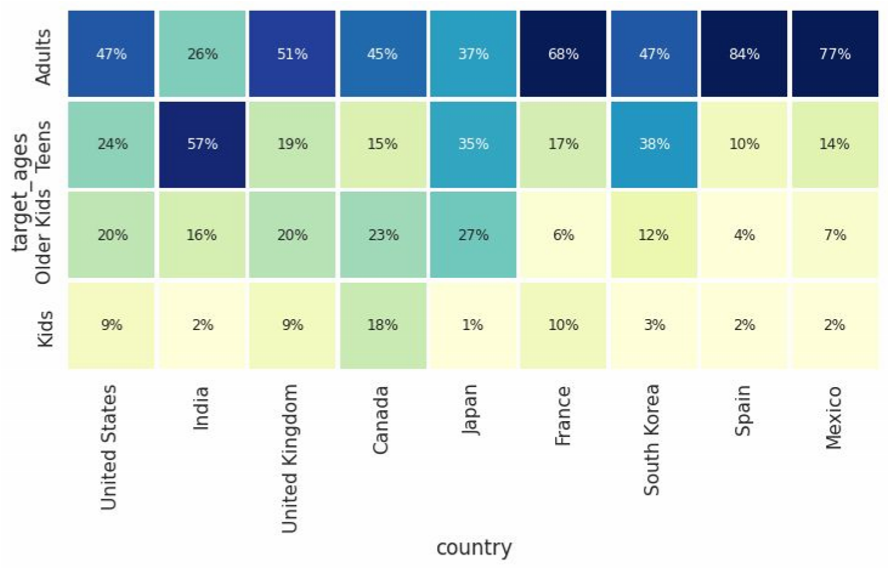 target_ages
Adults 47% 26% 51% 45% 37% 68% 47% 84% 77%
Teens 24% 57% 19% 15% 35% 17% 38% 10% 14%
Older Kids 20% 16% 20% 23% 27% 6% 12% 4% 7%
Kids 9% 2% 9% 18% 1% 10% 3% 2% 2%
United States India United Kingdom Canada Japan France South Korea Spain Mexico
country